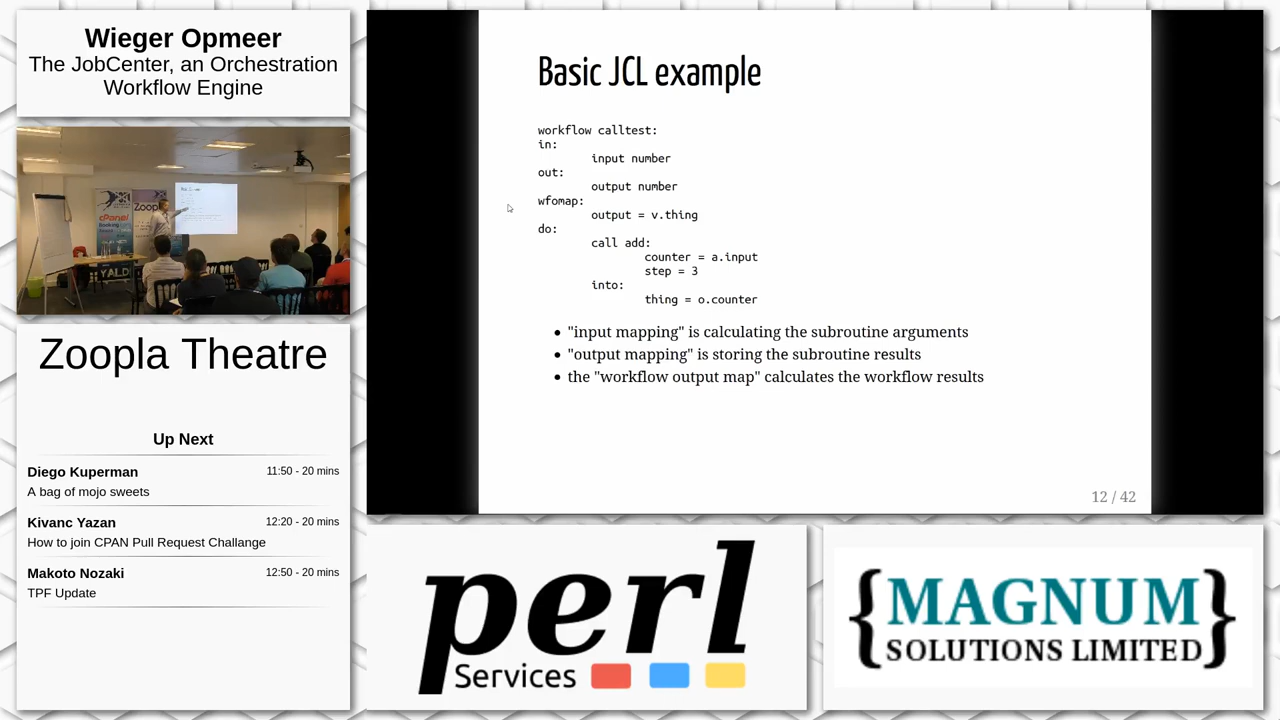 Wieger Opmeer
The JobCenter, an Orchestration
Workflow Engine
Zoopla Theatre
Up Next
Diego Kuperman 11:50 - 20 mins
A bag of mojo sweets
Kivanc Yazan 12:20 - 20 mins
How to join CPAN Pull Request Challange
Makoto Nozaki 12:50 - 20 mins
TPF Update
Basic JCL example
workflow calltest:
in:
input number
out:
output number
wfomap:
output = v.thing
do:
call add:
counter = a.input
step = 3
into:
thing = o.counter
• "input mapping" is calculating the subroutine arguments
• "output mapping" is storing the subroutine results
• the "workflow output map" calculates the workflow results
12 / 42
perl
Services
{MAGNUM}
SOLUTIONS LIMITED
cPanel
YALD